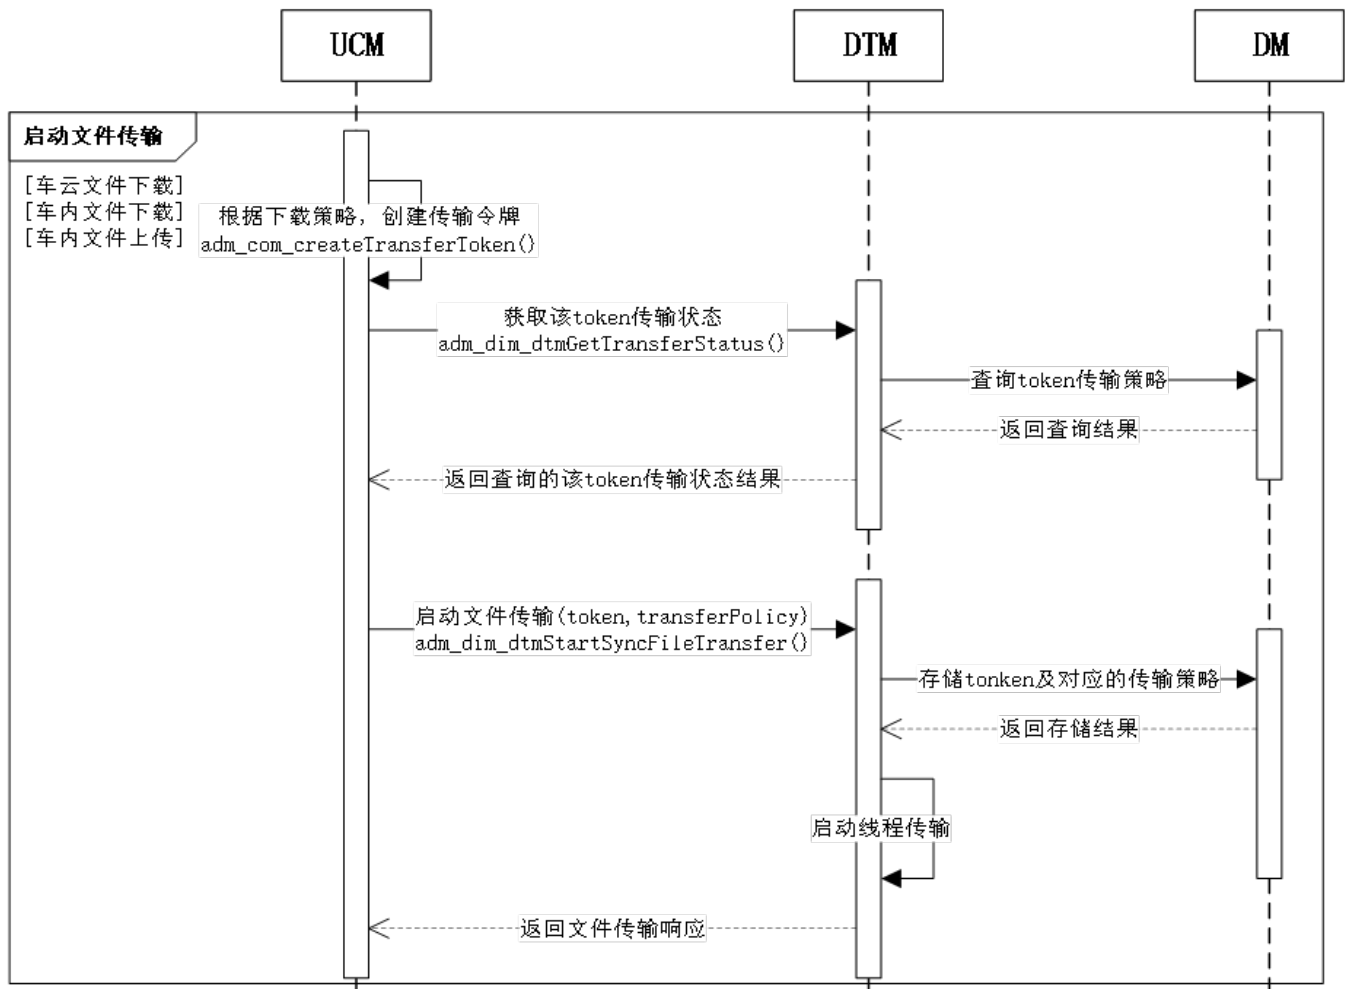 UCM
DTM
DM
启动文件传输
[车云文件下载]
[车内文件下载]
[车内文件上传]
根据下载策略，创建传输令牌
adm_com_createTransferToken()
获取该token传输状态
adm_dim_dtmGetTransferStatus()
查询token传输策略
返回查询结果
返回查询的该token传输状态结果
启动文件传输(token,transferPolicy)
adm_dim_dtmStartSyncFileTransfer()
存储tonken及对应的传输策略
返回存储结果
启动线程传输
返回文件传输响应